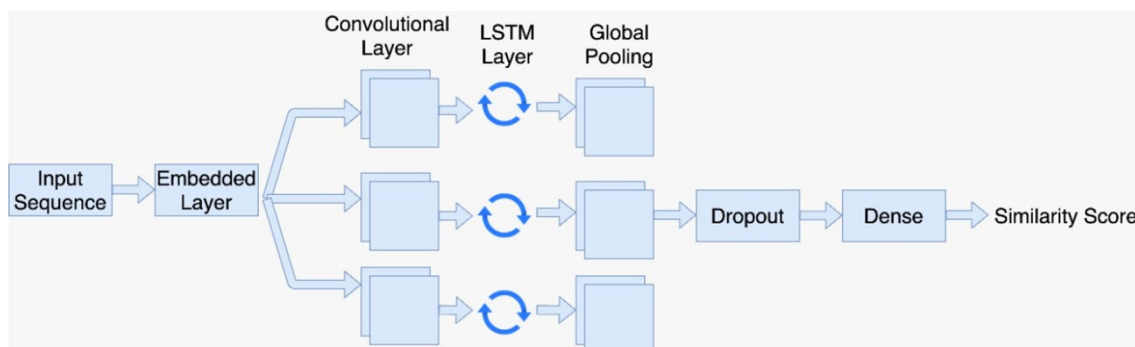 Convolutional
Layer
LSTM
Layer
Global
Pooling
Input
Sequence
Embedded
Layer
Dropout
Dense
Similarity Score